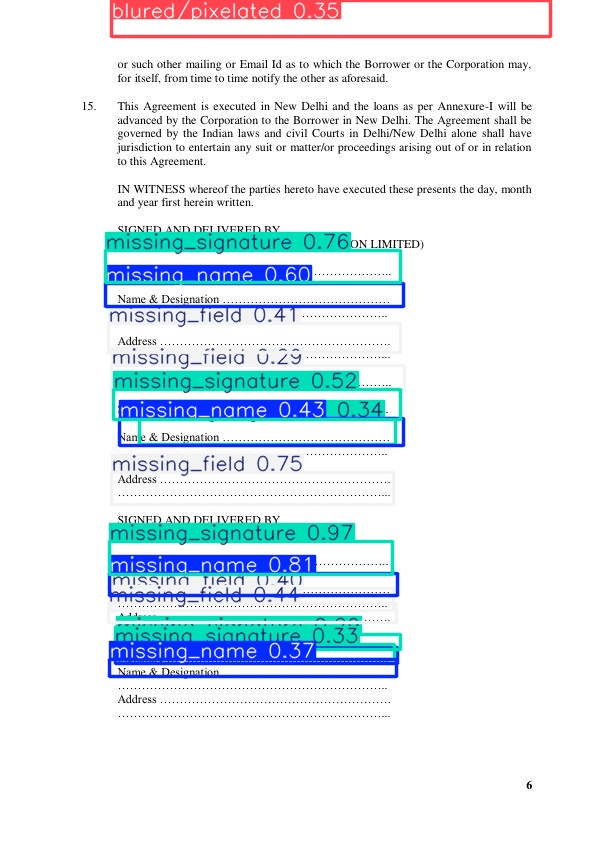 blured/pixelated 0.35
or such other mailing or Email Id as to which the Borrower or the Corporation may,
for itself, from time to time notify the other as aforesaid.
15. This Agreement is executed in New Delhi and the loans as per Annexure-I will be
advanced by the Corporation to the Borrower in New Delhi. The Agreement shall be
governed by the Indian laws and civil Courts in Delhi/New Delhi alone shall have
jurisdiction to entertain any suit or matter/or proceedings arising out of or in relation
to this Agreement.
IN WITNESS whereof the parties hereto have executed these presents the day, month
and year first herein written.
SIGNED AND DELIVERED BY
missing_signature 0.76 ON LIMITED)
missing_name 0.60 ………………..
Name & Designation ……………………………………
missing_field 0.41 ………………….
Address ………………………………………………….
missing_field 0.29 ………………….
missing_signature 0.52 ……..
missing_name 0.43 0.34
Name & Designation ……………………………………
………………….
missing_field 0.75
Address ………………………………………………….
…………………………………………………………...
SIGNED AND DELIVERED BY
missing_signature 0.97
missing_name 0.81 ………………
missing_field 0.40
missing_field 0.44 ………………….
Address …….
missing_signature 0.33
missing_name 0.37
Name & Designation
…………………………………………………………..
Address ………………………………………………….
…………………………………………………………...
6